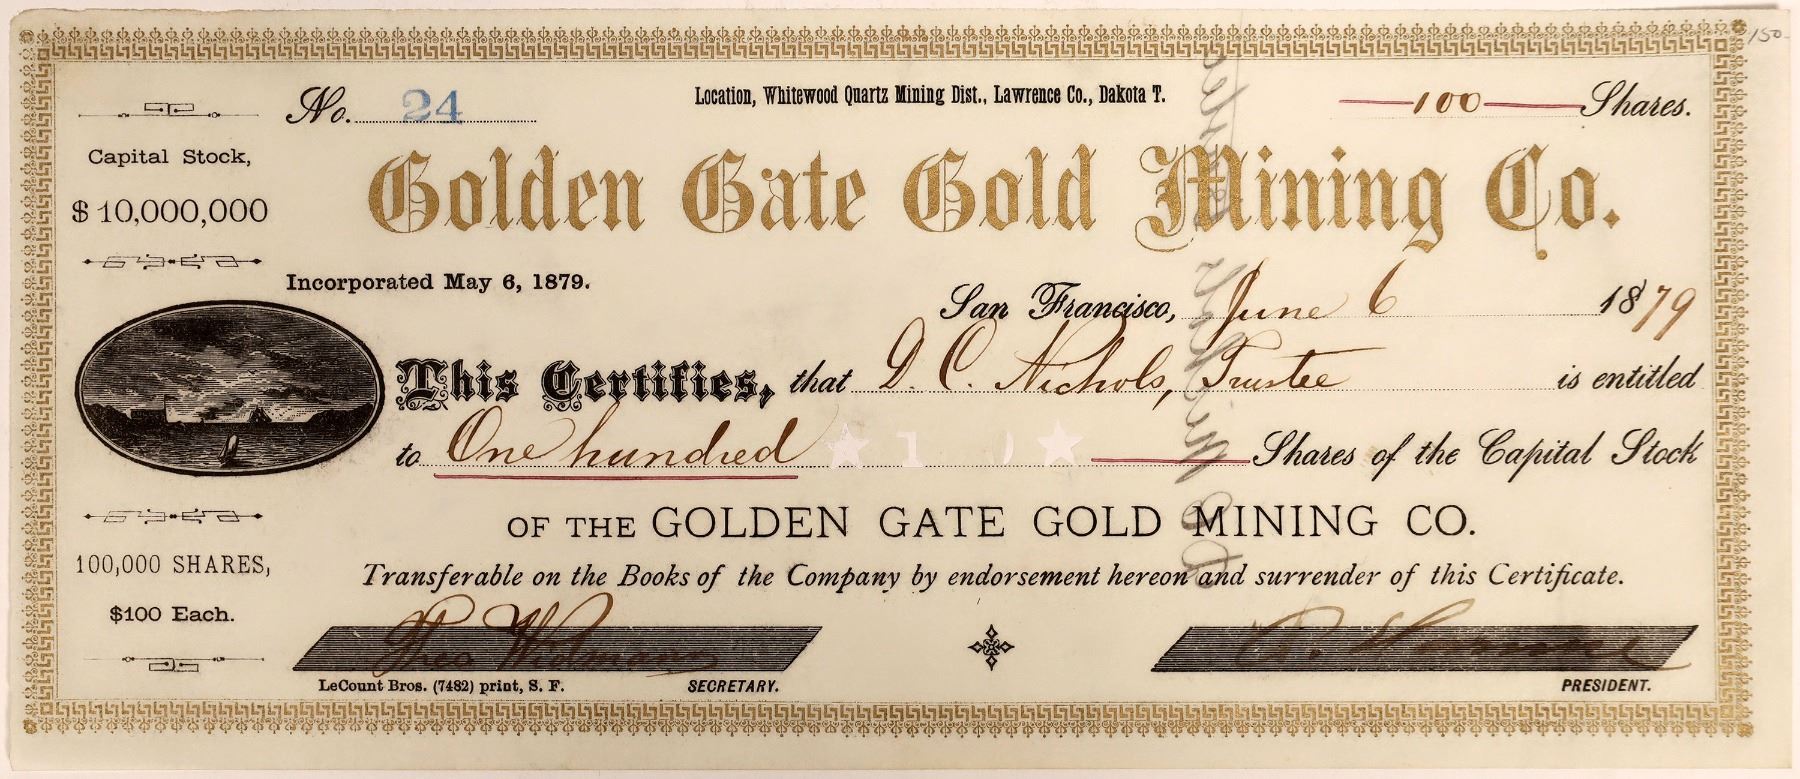 150-
No. 24
Location, Whitewood Quartz Mining Dist., Lawrence Co., Dakota T.
100 Shares.
Capital Stock,
$10,000,000
Golden Gate Gold Mining Co.
Incorporated May 6, 1879.
San Francisco, June 6 1879
This Certifies, that D. C. Nichols, Trustee is entitled
to One hundred Shares of the Capital Stock
OF THE GOLDEN GATE GOLD MINING CO.
100,000 SHARES,
$100 Each.
Transferable on the Books of the Company by endorsement hereon and surrender of this Certificate.
Theo Widmann
LeCount Bros. (7482) print, S. F.
SECRETARY.
PRESIDENT.